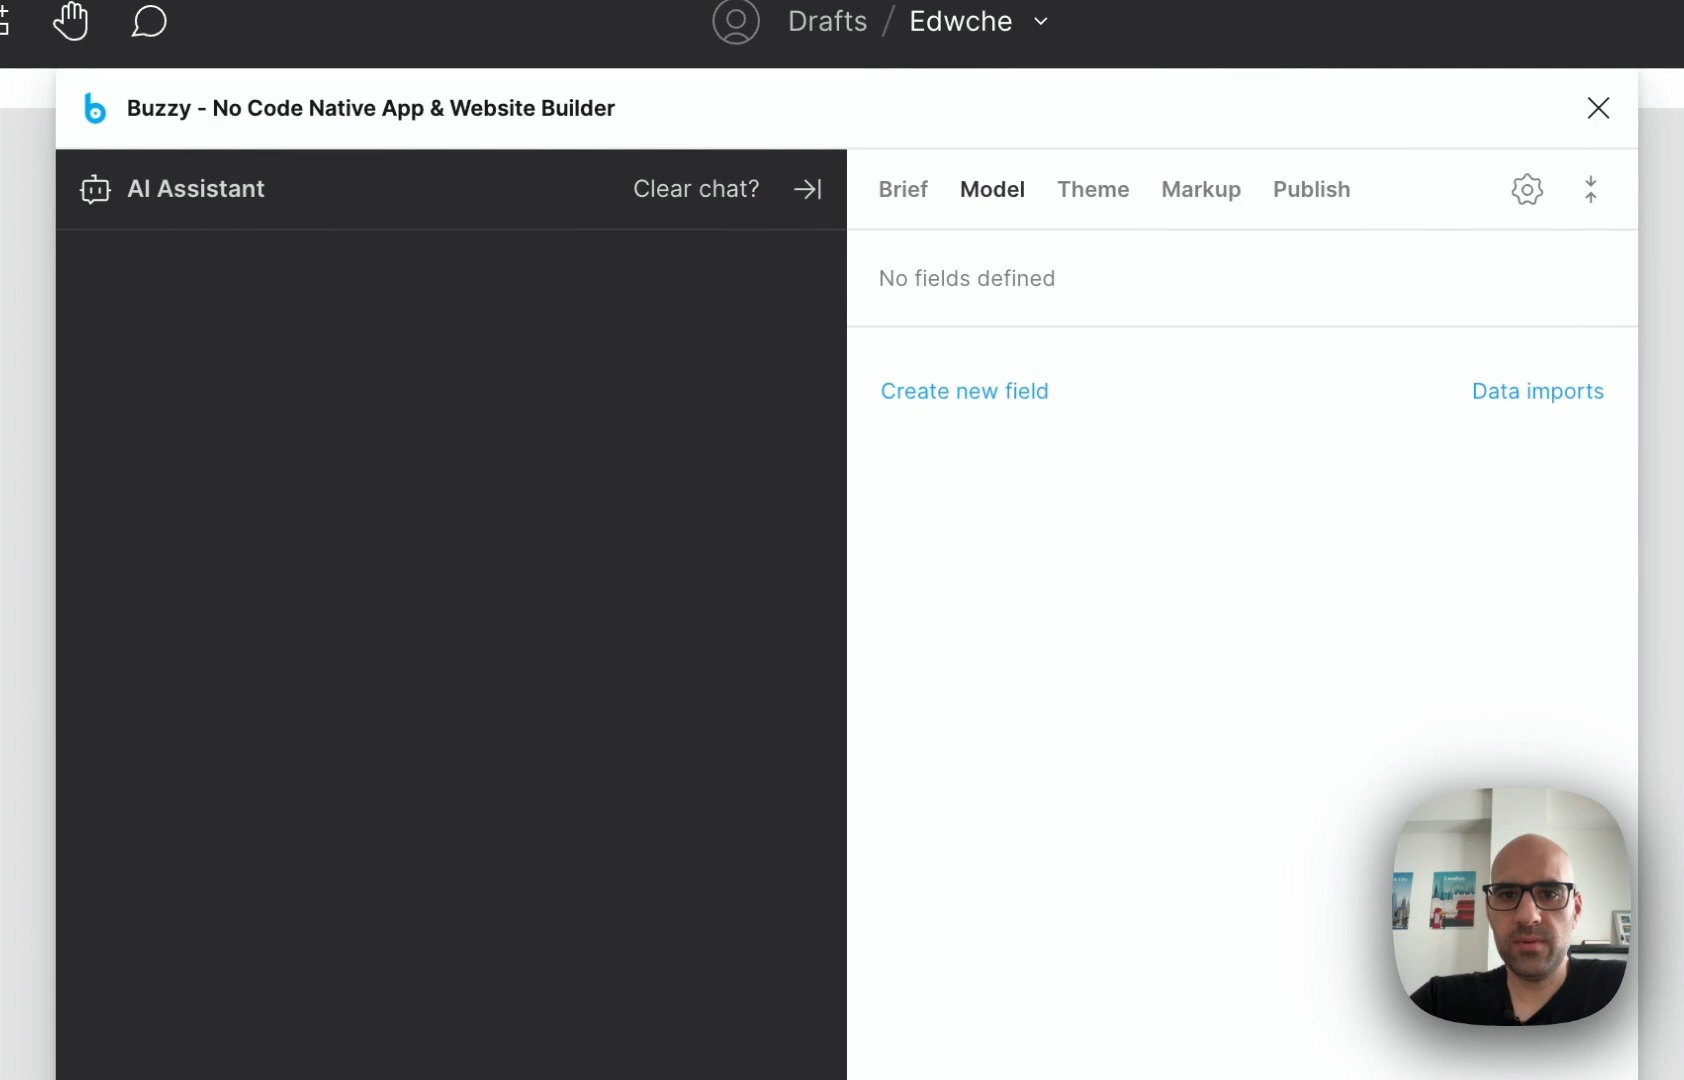 Drafts / Edwche
Buzzy - No Code Native App & Website Builder
AI Assistant
Clear chat?
Brief Model Theme Markup Publish
No fields defined
Create new field
Data imports